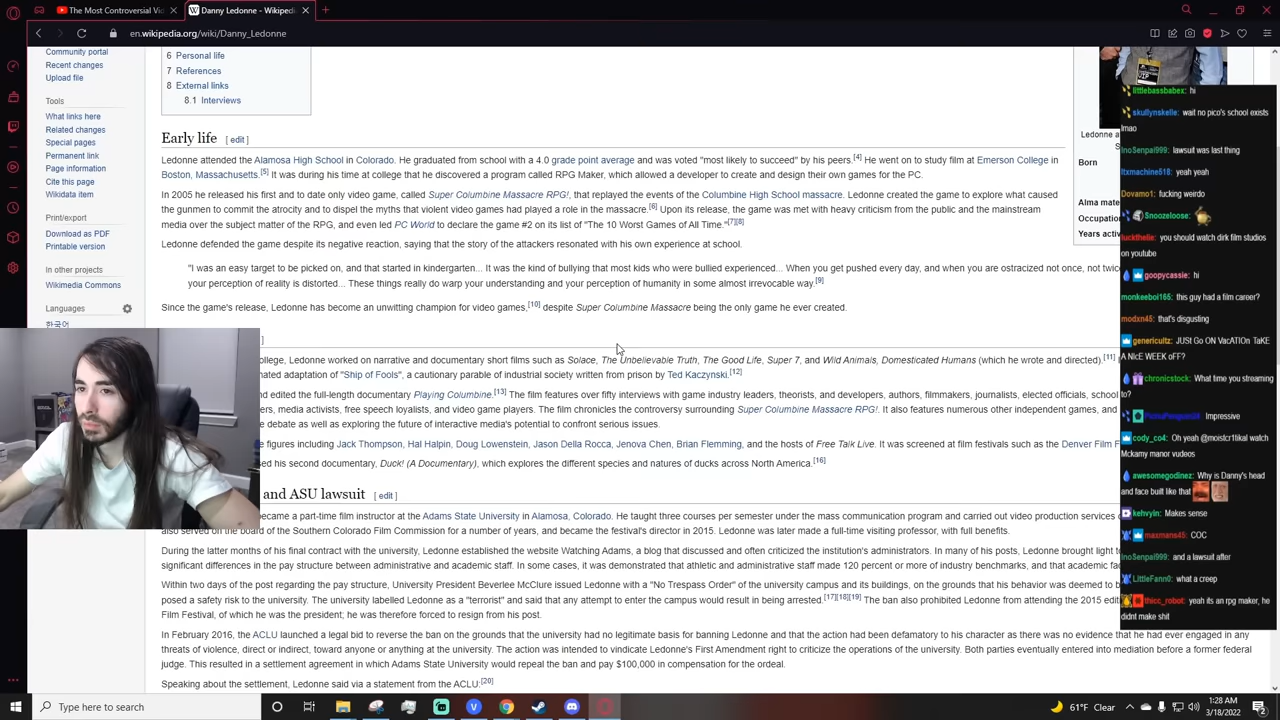 The Most Controversial Vi
Danny Ledonne - Wikipedi
en.wikipedia.org/wiki/Danny_Ledonne
Community portal
Recent changes
Upload file
Tools
What links here
Related changes
Special pages
Permanent link
Page information
Cite this page
Wikidata item
Print/export
Download as PDF
Printable version
In other projects
Wikimedia Commons
Languages
한국어
6 Personal life
7 References
8 External links
8.1 Interviews
Early life [ edit ]
Ledonne attended the Alamosa High School in Colorado. He graduated from school with a 4.0 grade point average and was voted "most likely to succeed" by his peers.[4] He went on to study film at Emerson College in
Boston, Massachusetts.[5] It was during his time at college that he discovered a program called RPG Maker, which allowed a developer to create and design their own games for the PC.
In 2005 he released his first and to date only video game, called Super Columbine Massacre RPG!, that replayed the events of the Columbine High School massacre. Ledonne created the game to explore what caused
the gunmen to commit the atrocity and to dispel the myths that violent video games had played a role in the massacre.[6] Upon its release, the game was met with heavy criticism from the public and the mainstream
media over the subject matter of the RPG, and even led PC World to declare the game #2 on its list of "The 10 Worst Games of All Time."[7][8]
Ledonne defended the game despite its negative reaction, saying that the story of the attackers resonated with his own experience at school.
"I was an easy target to be picked on, and that started in kindergarten... It was the kind of bullying that most kids who were bullied experienced... When you get pushed every day, and when you are ostracized not once, not twic
your perception of reality is distorted... These things really do warp your understanding and your perception of humanity in some almost irrevocable way.[9]
Since the game's release, Ledonne has become an unwitting champion for video games,[10] despite Super Columbine Massacre being the only game he ever created.
]
ollege, Ledonne worked on narrative and documentary short films such as Solace, The Unbelievable Truth, The Good Life, Super 7, and Wild Animals, Domesticated Humans (which he wrote and directed).[11]
nated adaptation of "Ship of Fools", a cautionary parable of industrial society written from prison by Ted Kaczynski.[12]
and edited the full-length documentary Playing Columbine.[13] The film features over fifty interviews with game industry leaders, theorists, and developers, authors, filmmakers, journalists, elected officials, school
ers, media activists, free speech loyalists, and video game players. The film chronicles the controversy surrounding Super Columbine Massacre RPG!. It also features numerous other independent games, and
e debate as well as exploring the future of interactive media's potential to confront serious issues.
e figures including Jack Thompson, Hal Halpin, Doug Lowenstein, Jason Della Rocca, Jenova Chen, Brian Flemming, and the hosts of Free Talk Live. It was screened at film festivals such as the Denver Film F
sed his second documentary, Duck! (A Documentary), which explores the different species and natures of ducks across North America.[16]
and ASU lawsuit [ edit ]
ecame a part-time film instructor at the Adams State University in Alamosa, Colorado. He taught three courses per semester under the mass communication program and carried out video production services
also served on the board of the Southern Colorado Film Commission for a number of years, and became the festival's director in 2015. Ledonne was later made a full-time visiting professor, with full benefits.
During the latter months of his final contract with the university, Ledonne established the website Watching Adams, a blog that discussed and often criticized the institution's administrators. In many of his posts, Ledonne brought light t
significant differences in the pay structure between administrative and academic staff. In some cases, it was demonstrated that athletic and administrative staff made 120 percent or more of industry benchmarks, and that academic fac
Within two days of the post regarding the pay structure, University President Beverlee McClure issued Ledonne with a "No Trespass Order" of the university campus and its buildings, on the grounds that his behavior was deemed to b
posed a safety risk to the university. The university labelled Ledonne as a "terrorist" and said that any attempt to enter the campus would result in being arrested.[17][18][19] The ban also prohibited Ledonne from attending the 2015 edit
Film Festival, of which he was the president; he was therefore forced to resign from his post.
In February 2016, the ACLU launched a legal bid to reverse the ban on the grounds that the university had no legitimate basis for banning Ledonne and that the action had been defamatory to his character as there was no evidence that he had ever engaged in any
threats of violence, direct or indirect, toward anyone or anything at the university. The action was intended to vindicate Ledonne's First Amendment right to criticize the operations of the university. Both parties eventually entered into mediation before a former federal
judge. This resulted in a settlement agreement in which Adams State University would repeal the ban and pay $100,000 in compensation for the ordeal.
Speaking about the settlement, Ledonne said via a statement from the ACLU:[20]
Ledonne a
S
Born
Alma mate
Occupatio
Years activ
littlebassbabex: hi
skullynskelle: wait no pico's school exists
lmao
InoSenpai999: lawsuit was last thing
ltxmachine518: yeah yeah
Dovamo1: fucking weirdo
Snoozeloose:
luckthelie: you should watch dirk film studios
on youtube
goopycassie: hi
monkeeboi165: this guy had a film career?
modxn45: that's disgusting
genericultz: JUSt Go ON VacATIOn TaKE
A NIcE WEEK oFF?
chronicstock: What time you streaming
to?
Impressive
cody_co4: Oh yeah @moistcr1tikal watch
Mckamy manor vudeos
awesomegodinez: Why is Danny's head
and face built like that
kehvyin: Makes sense
maxmane45: COC
InoSenpai999: and a lawsuit after
LittleFann0: what a creep
thicc_robot: yeah its an rpg maker, he
didnt make shit
Type here to search
61°F Clear
1:28 AM
3/18/2022